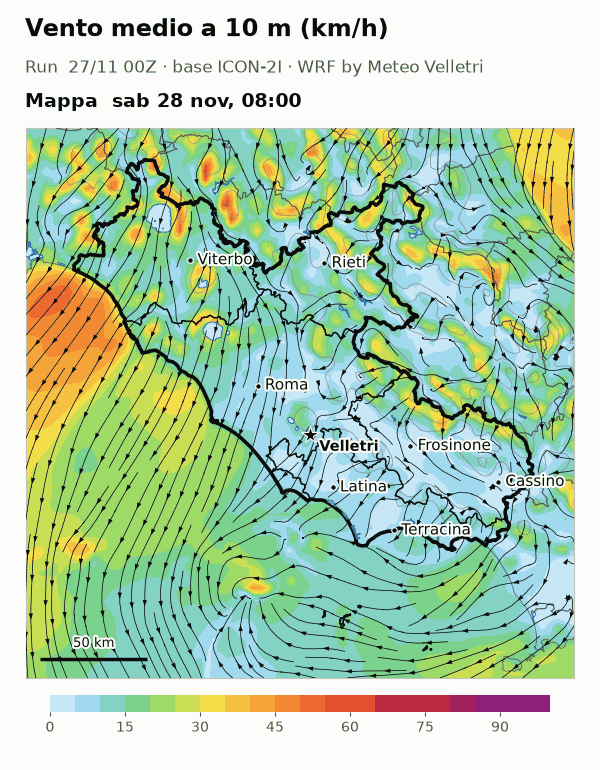 Vento medio a 10 m (km/h)
Run  27/11 00Z · base ICON-2I · WRF by Meteo Velletri
Mappa  sab 28 nov, 08:00
Viterbo
Rieti
Roma
Velletri
Frosinone
Cassino
Latina
Terracina
50 km
0 15 30 45 60 75 90